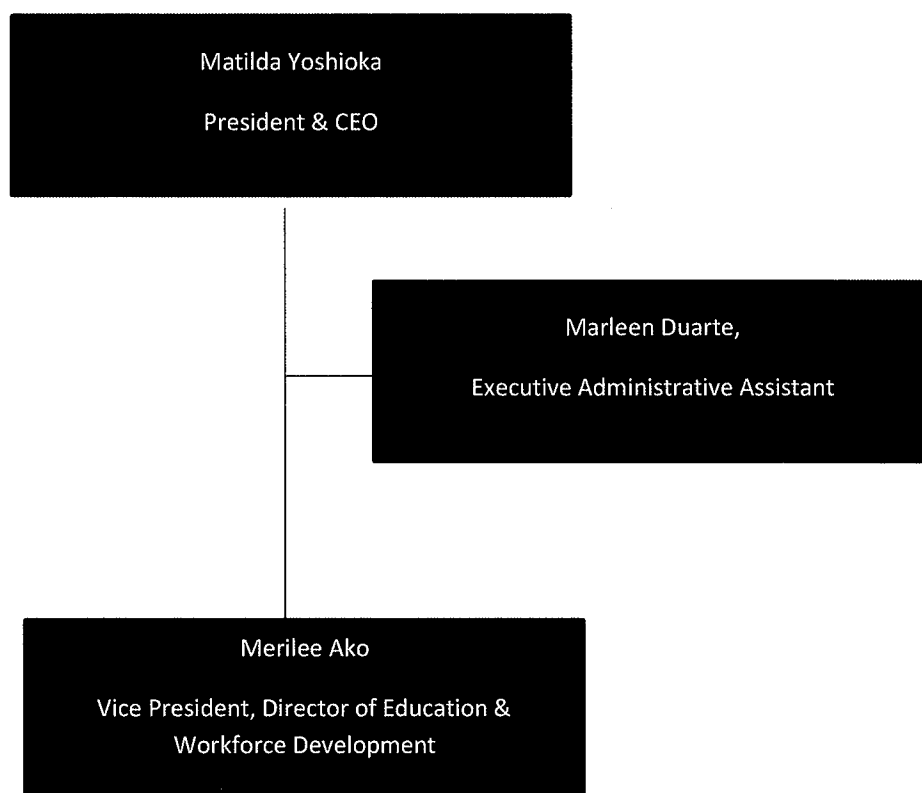 Matilda Yoshioka
President & CEO
Marleen Duarte,
Executive Administrative Assistant
Merilee Ako
Vice President, Director of Education &
Workforce Development